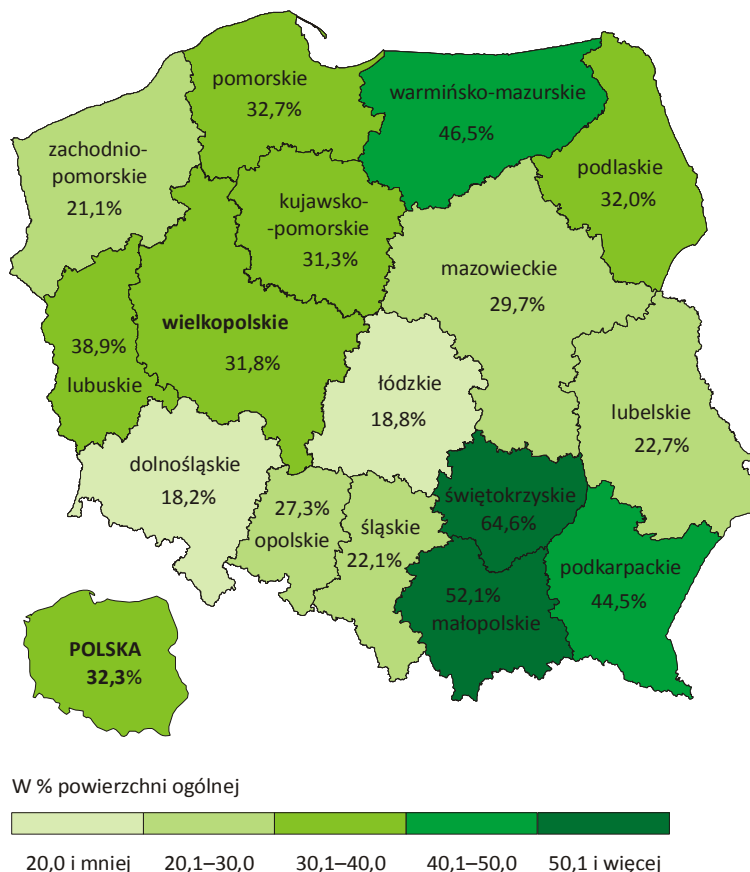 pomorskie
32,7%
warmińsko-mazurskie
46,5%
zachodnio-
pomorskie
21,1%
podlaskie
32,0%
kujawsko-
-pomorskie
31,3%
mazowieckie
29,7%
wielkopolskie
31,8%
38,9%
lubuskie
łódzkie
18,8%
lubelskie
22,7%
dolnośląskie
18,2%
27,3%
opolskie
śląskie
22,1%
świętokrzyskie
64,6%
52,1%
małopolskie
podkarpackie
44,5%
POLSKA
32,3%
W % powierzchni ogólnej
20,0 i mniej 20,1–30,0 30,1–40,0 40,1–50,0 50,1 i więcej